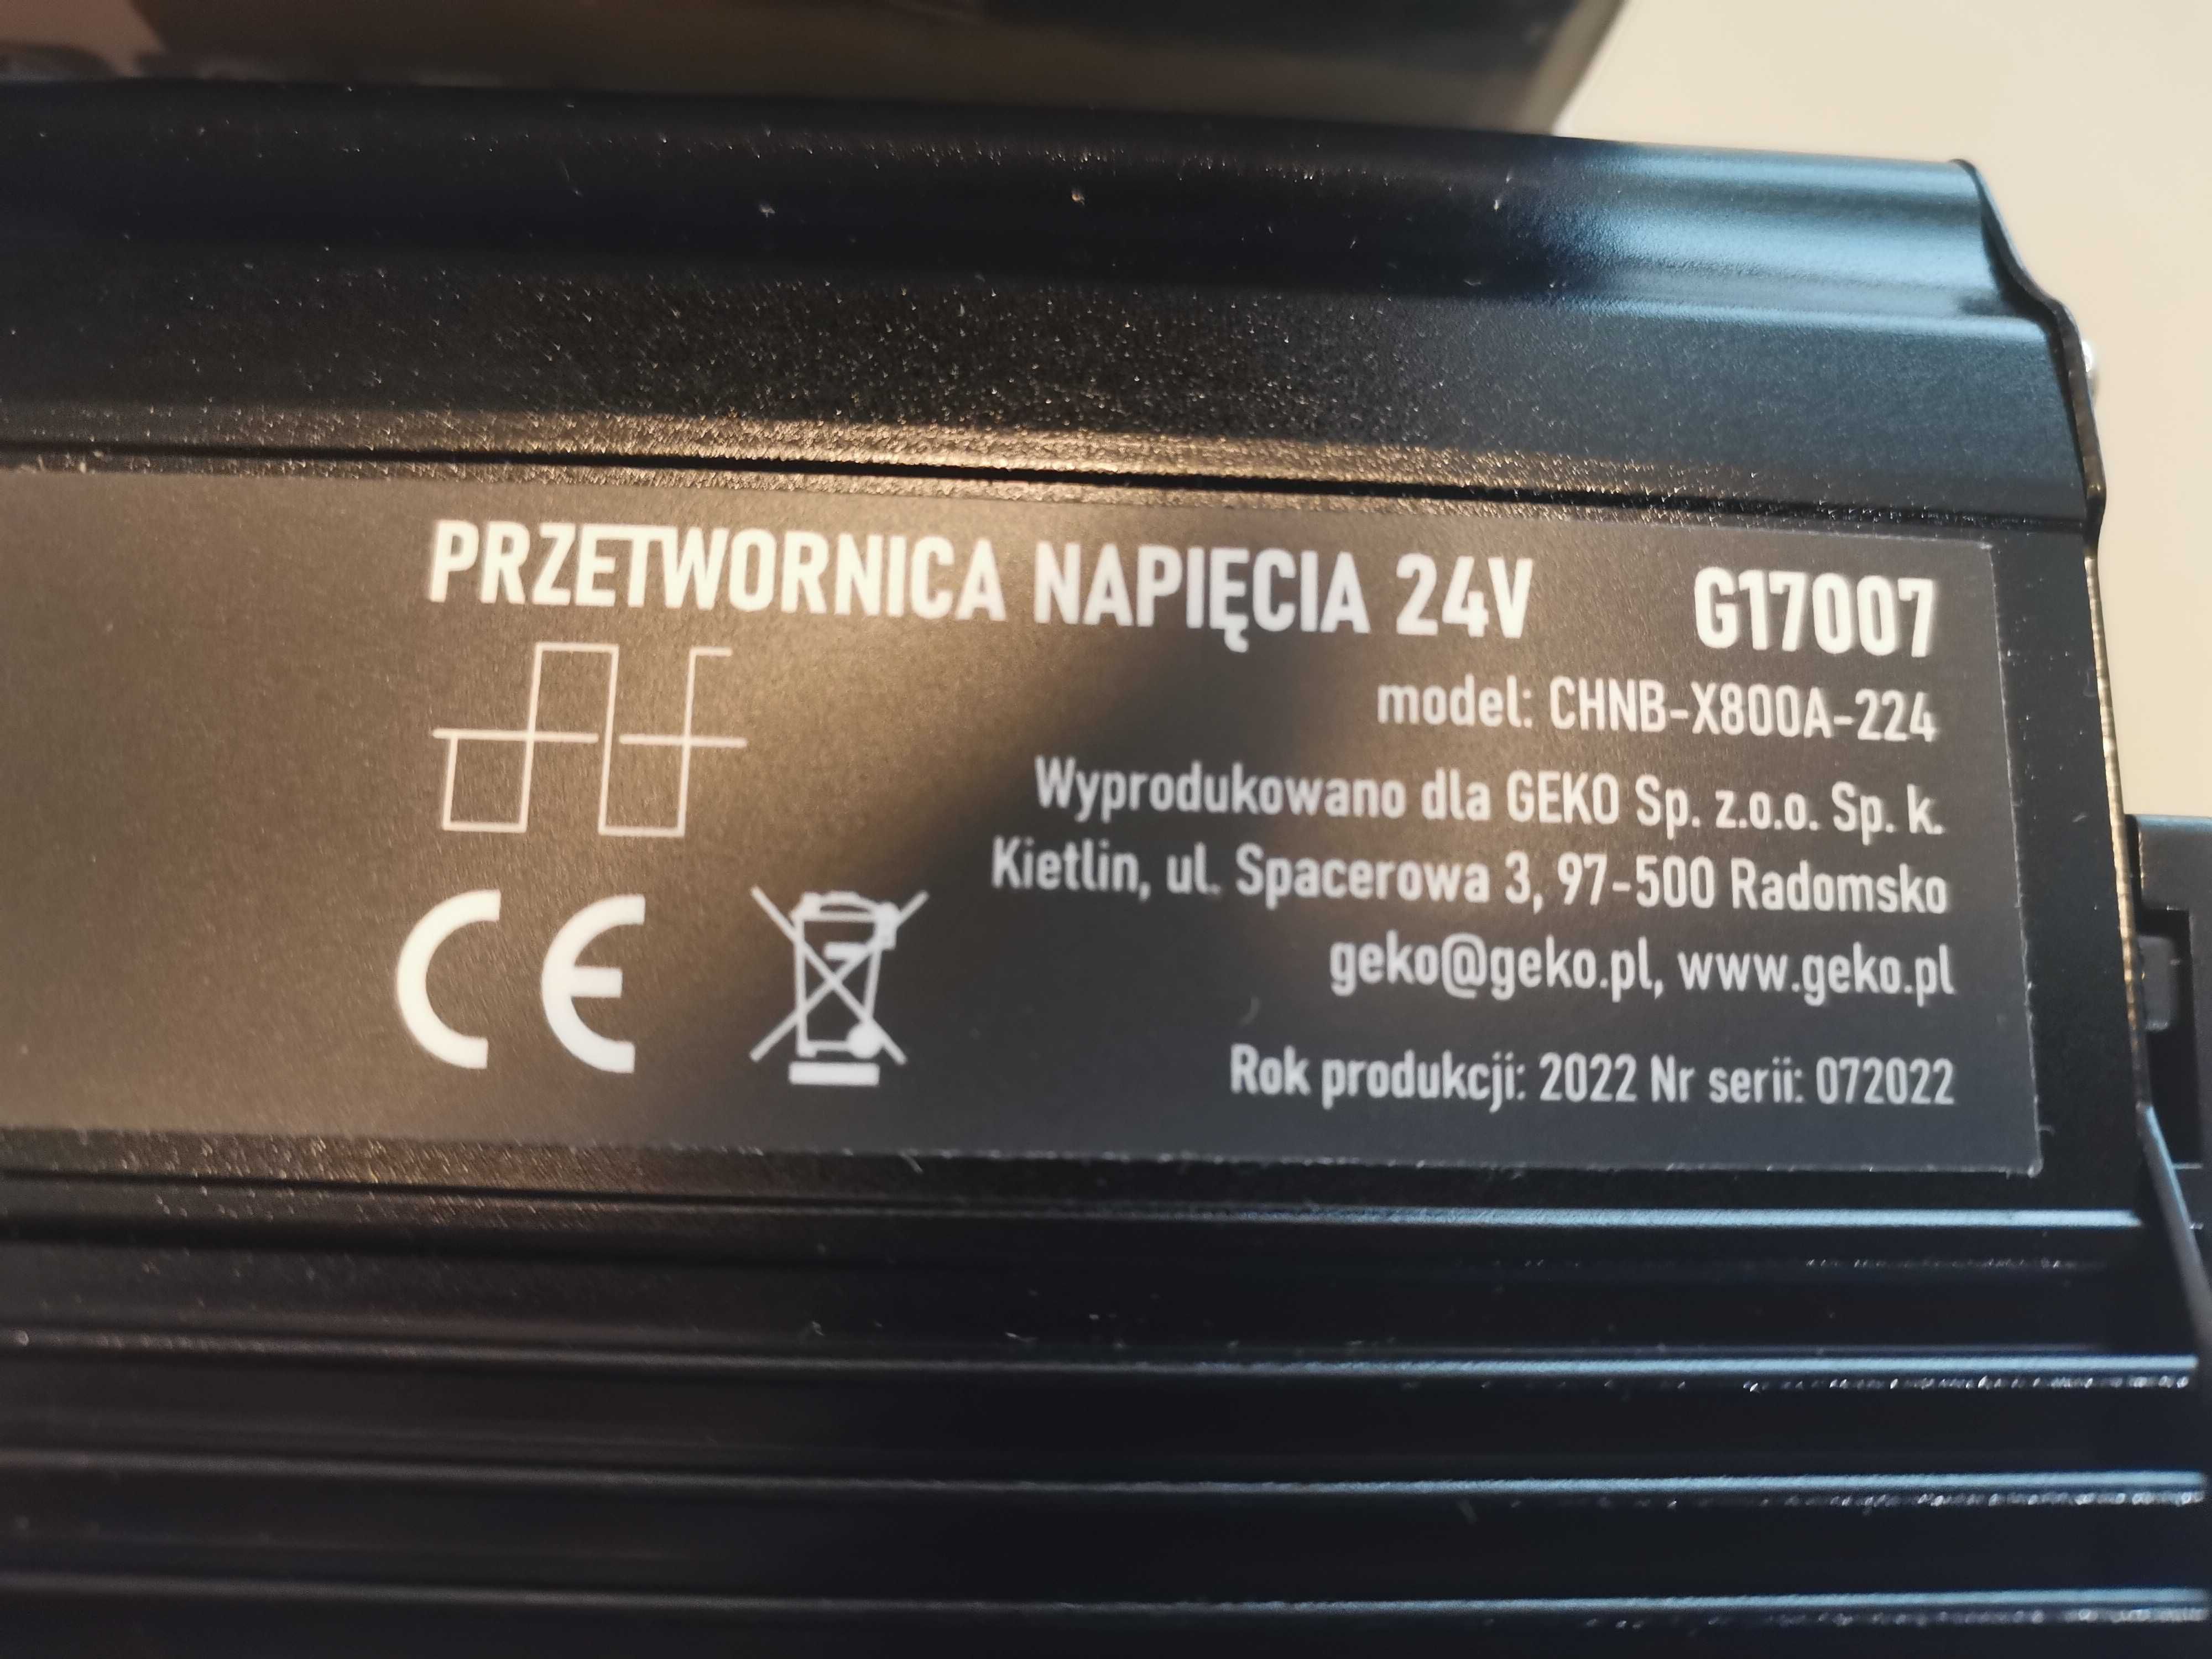 PRZETWORNICA NAPIĘCIA 24V G17007
model: CHNB-X800A-224
Wyprodukowano dla GEKO Sp. z.o.o. Sp. k.
Kietlin, ul. Spacerowa 3, 97-500 Radomsko
geko@geko.pl, www.geko.pl
CE
Rok produkcji: 2022 Nr serii: 072022